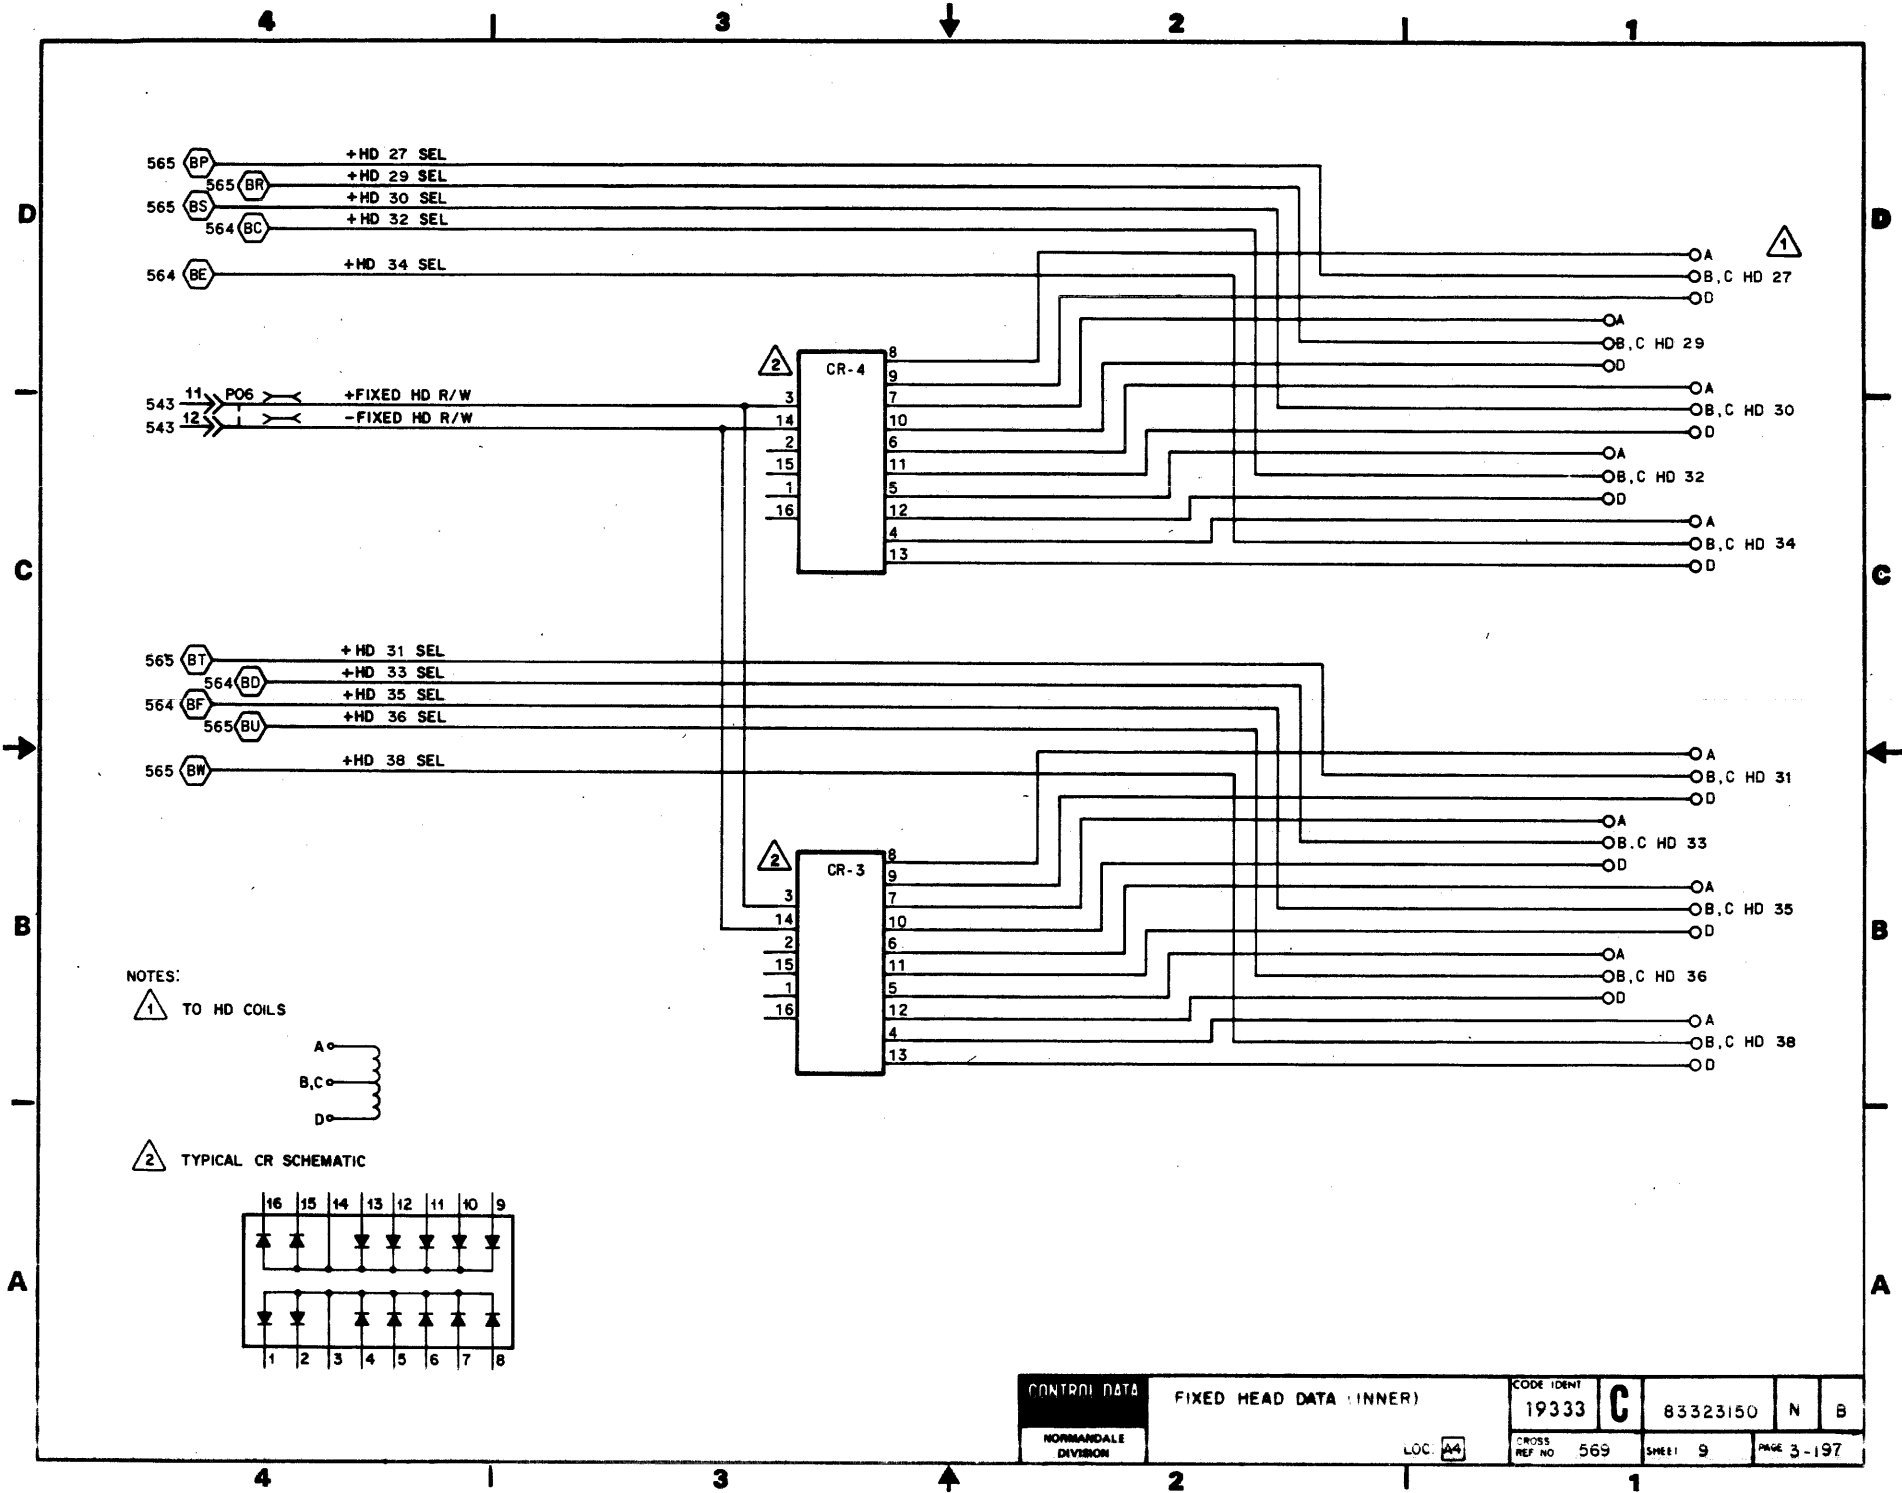 4 3 2 1
565 BP +HD 27 SEL
565 BR +HD 29 SEL
565 BS +HD 30 SEL
D D
564 BC +HD 32 SEL
1
A
564 BE +HD 34 SEL
B,C HD 27
D
A
B,C HD 29
2 CR-4 8
D
9
A
543 11 P06 +FIXED HD R/W 3 7
B,C HD 30
543 12 -FIXED HD R/W 14 10
D
2 6
A
15 11
B,C HD 32
1 5
D
16 12
A
4
B,C HD 34
13
D
C C
565 BT +HD 31 SEL
564 BD +HD 33 SEL
564 BF +HD 35 SEL
565 BU +HD 36 SEL
A
565 BW +HD 38 SEL
B,C HD 31
D
A
B.C HD 33
2 CR-3 8
D
9
A
3 7
B,C HD 35
14 10
B B
D
2 6
A
15 11
B,C HD 36
1 5
D
16 12
A
4
B,C HD 38
13
D
NOTES:
1 TO HD COILS
A
B,C
D
2 TYPICAL CR SCHEMATIC
16 15 14 13 12 11 10 9
A A
1 2 3 4 5 6 7 8
CONTROL DATA
NORMANDALE
DIVISION
FIXED HEAD DATA (INNER)
LOC: A4
CODE IDENT
19333 C 83323150 N B
CROSS
REF NO 569 SHEET 9 PAGE 3-197
4 3 2 1